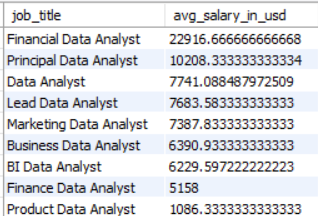 job_title avg_salary_in_usd
Financial Data Analyst 22916.666666666668
Principal Data Analyst 10208.333333333334
Data Analyst 7741.088487972509
Lead Data Analyst 7683.583333333333
Marketing Data Analyst 7387.833333333333
Business Data Analyst 6390.933333333333
BI Data Analyst 6229.597222222223
Finance Data Analyst 5158
Product Data Analyst 1086.3333333333333